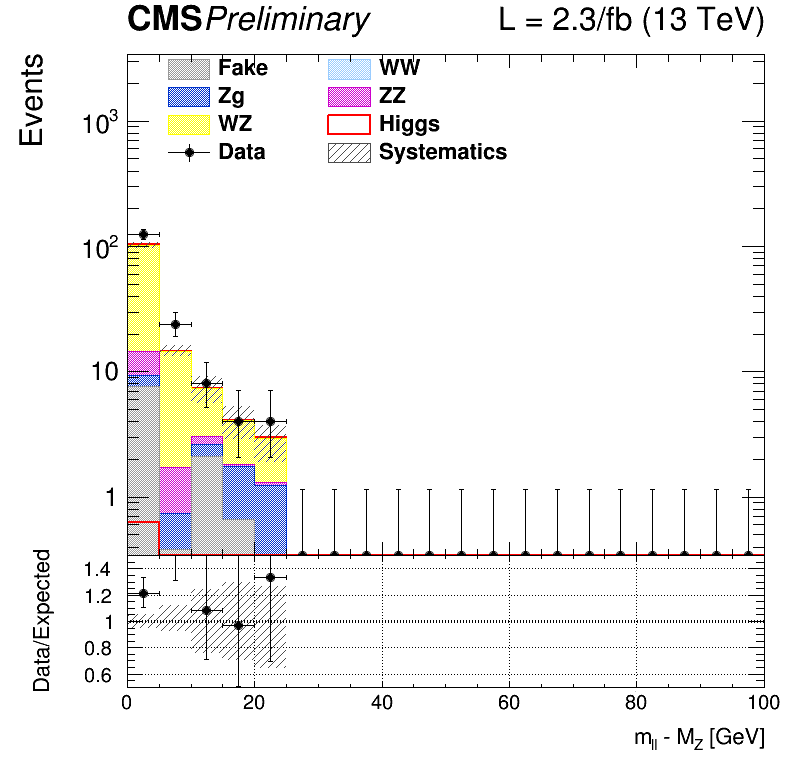 CMS Preliminary L = 2.3/fb (13 TeV)
Events
Fake WW
Zg ZZ
WZ Higgs
Data Systematics
10³
10²
10
1
Data/Expected
1.4
1.2
1
0.8
0.6
0 20 40 60 80 100
m_ll - M_Z [GeV]